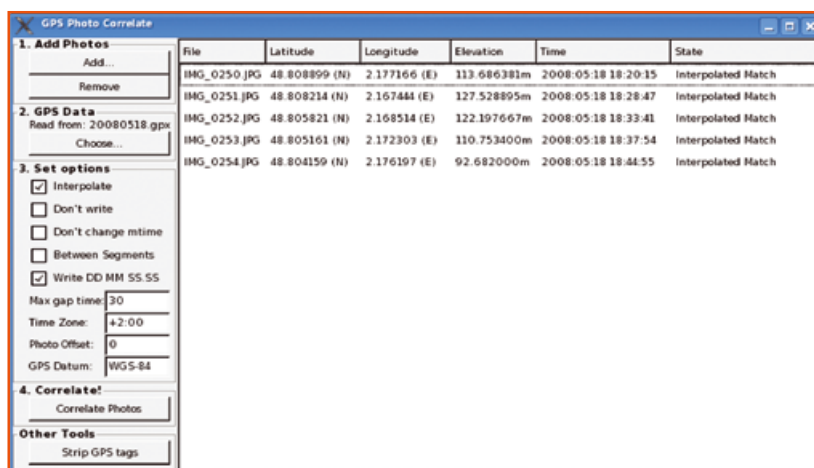 GPS Photo Correlate
1. Add Photos
Add...
Remove
2. GPS Data
Read from: 20080518.gpx
Choose...
3. Set options
Interpolate
Don't write
Don't change mtime
Between Segments
Write DD MM SS.SS
Max gap time: 30
Time Zone: +2:00
Photo Offset: 0
GPS Datum: WGS-84
4. Correlate!
Correlate Photos
Other Tools
Strip GPS tags
File Latitude Longitude Elevation Time State
IMG_0250.JPG 48.808899 (N) 2.177166 (E) 113.686381m 2008:05:18 18:20:15 Interpolated Match
IMG_0251.JPG 48.808214 (N) 2.167444 (E) 127.528895m 2008:05:18 18:28:47 Interpolated Match
IMG_0252.JPG 48.805821 (N) 2.168514 (E) 122.197667m 2008:05:18 18:33:41 Interpolated Match
IMG_0253.JPG 48.805161 (N) 2.172303 (E) 110.753400m 2008:05:18 18:37:54 Interpolated Match
IMG_0254.JPG 48.804159 (N) 2.176197 (E) 92.682000m 2008:05:18 18:44:55 Interpolated Match